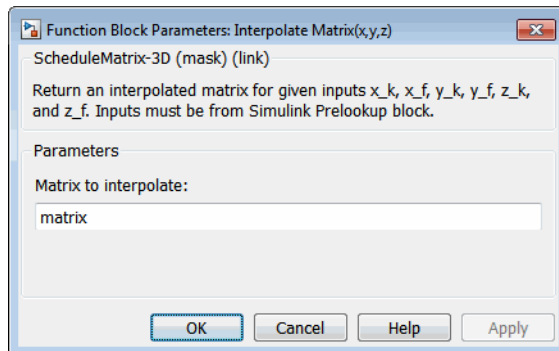 Function Block Parameters: Interpolate Matrix(x,y,z)
ScheduleMatrix-3D (mask) (link)
Return an interpolated matrix for given inputs x_k, x_f, y_k, y_f, z_k,
and z_f. Inputs must be from Simulink Prelookup block.
Parameters
Matrix to interpolate:
matrix
OK Cancel Help Apply